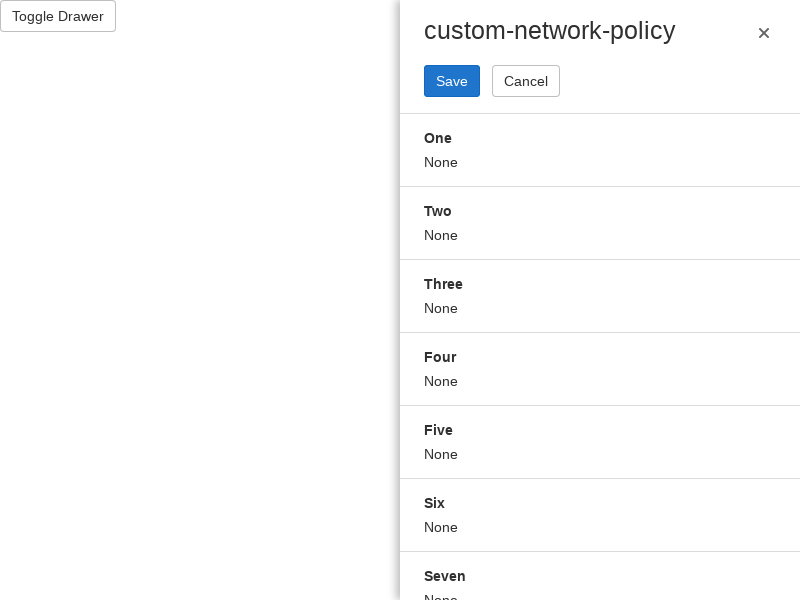 Toggle Drawer
custom-network-policy
Save
Cancel
One
None
Two
None
Three
None
Four
None
Five
None
Six
None
Seven
None